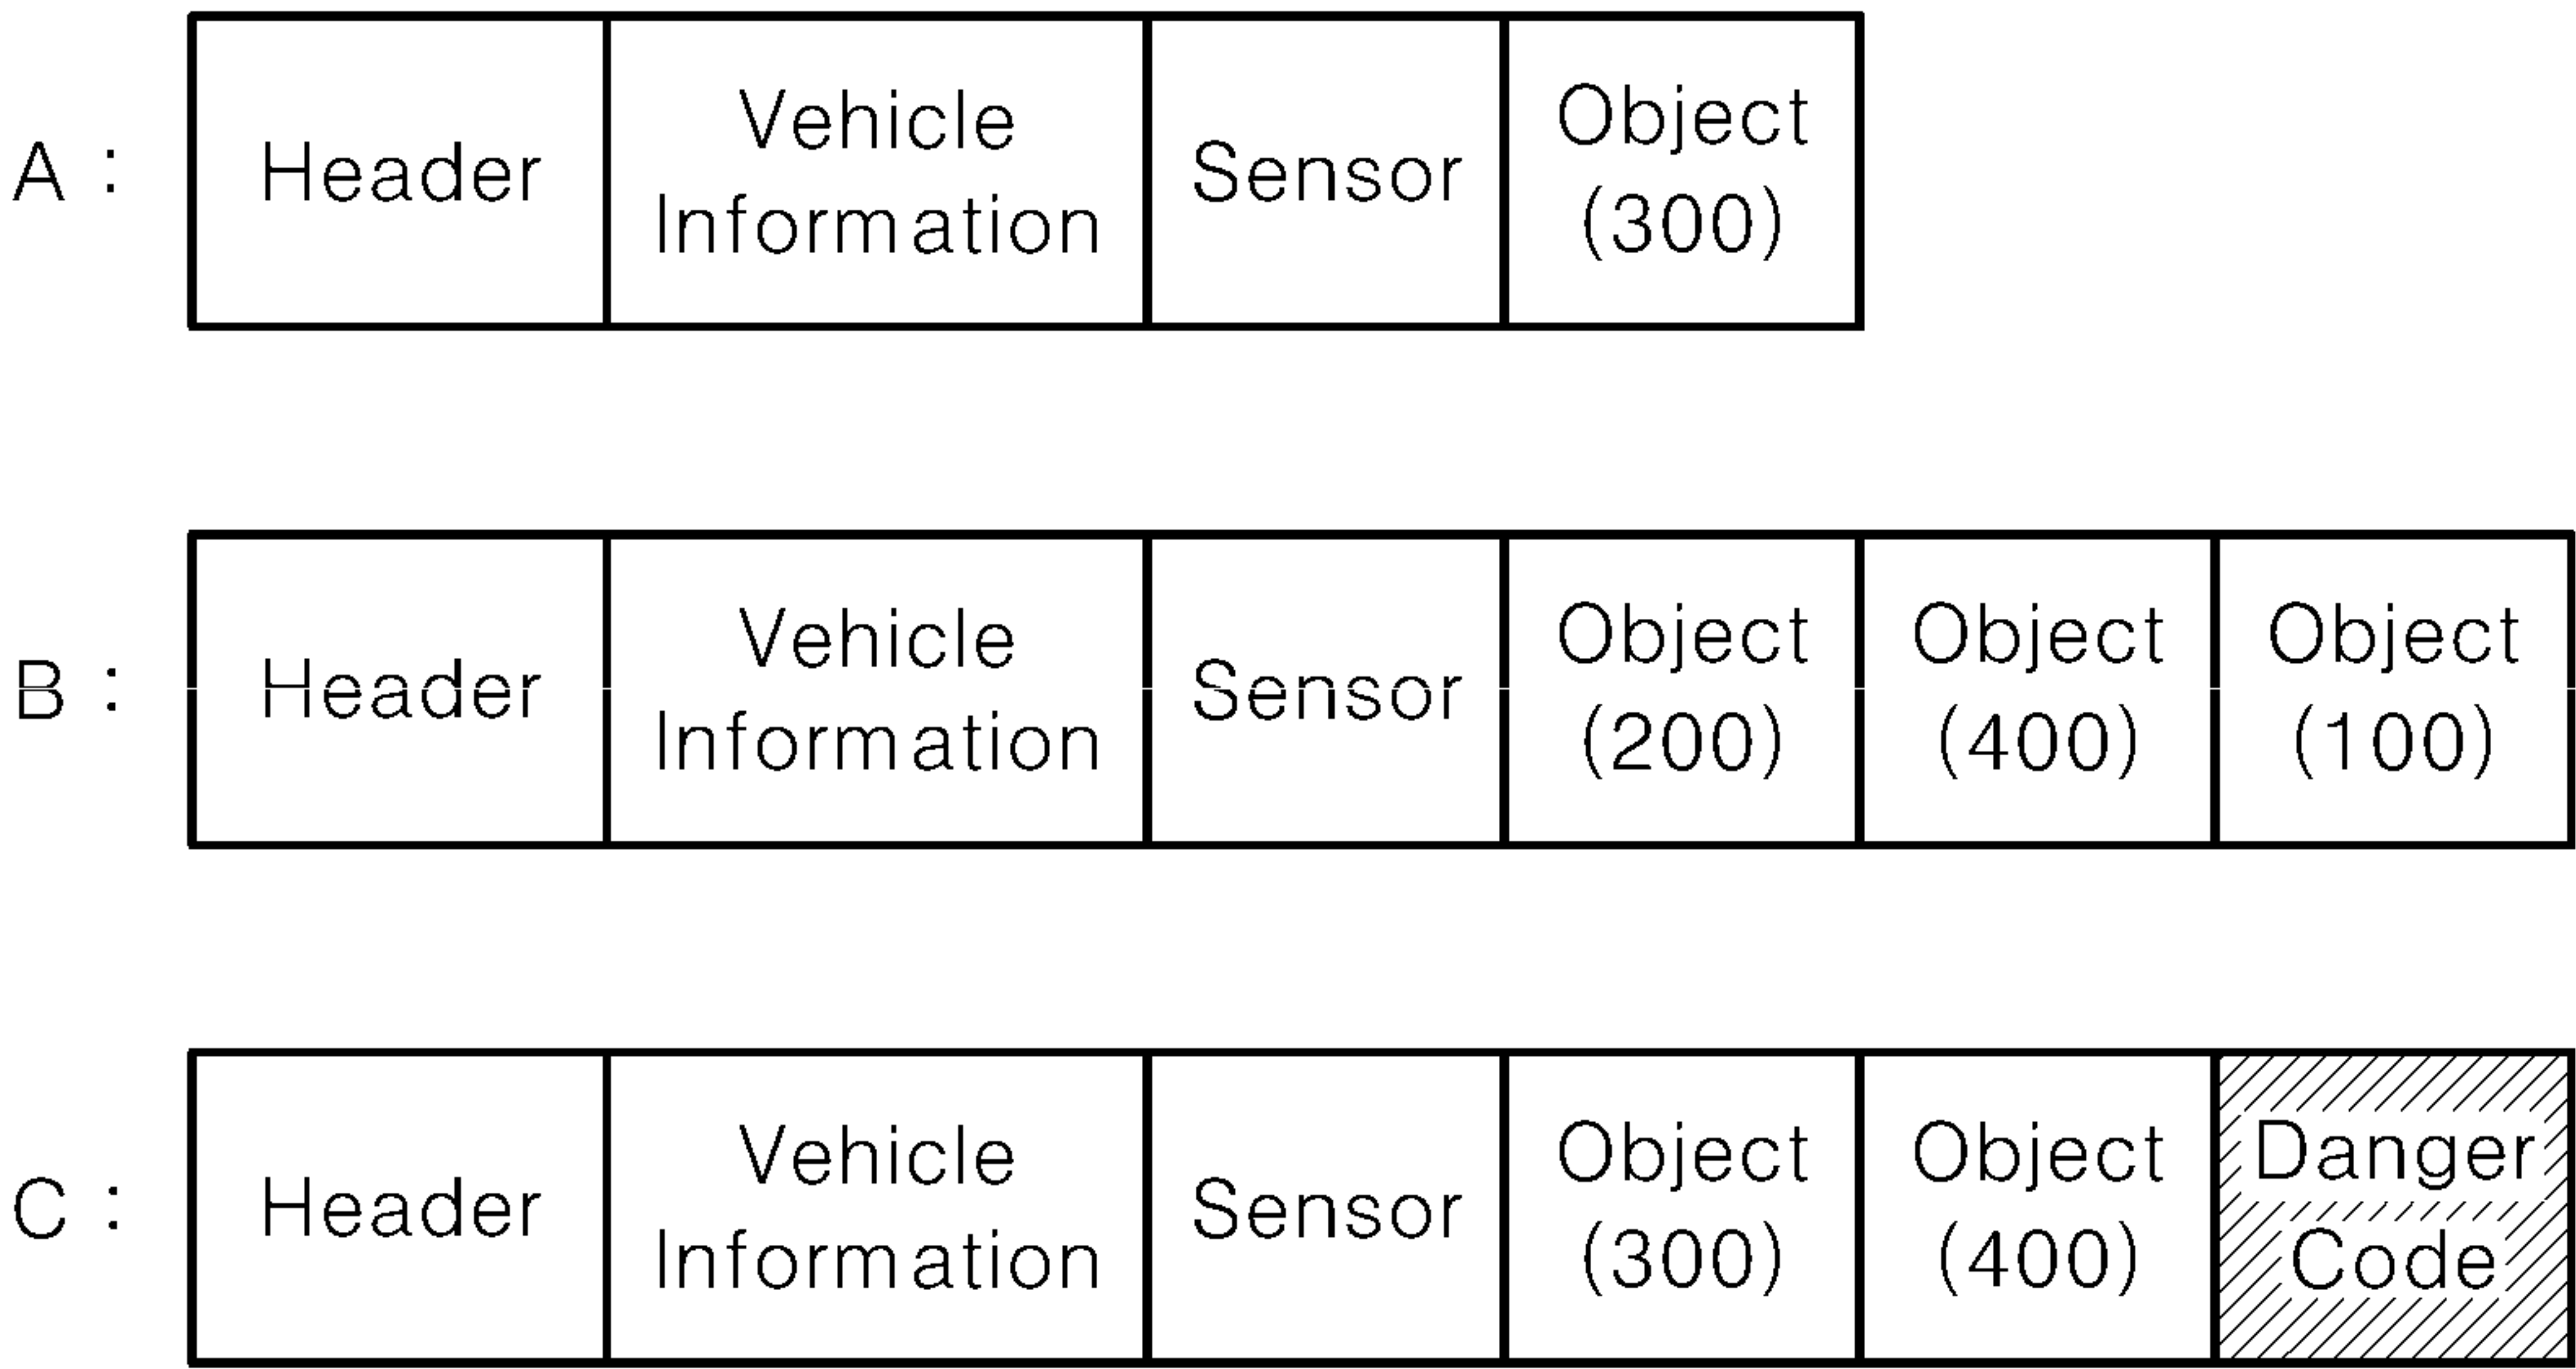 A :
Header
Vehicle
Information
Sensor
Object
(300)
B :
Header
Vehicle
Information
Sensor
Object
(200)
Object
(400)
Object
(100)
C :
Header
Vehicle
Information
Sensor
Object
(300)
Object
(400)
Danger
Code